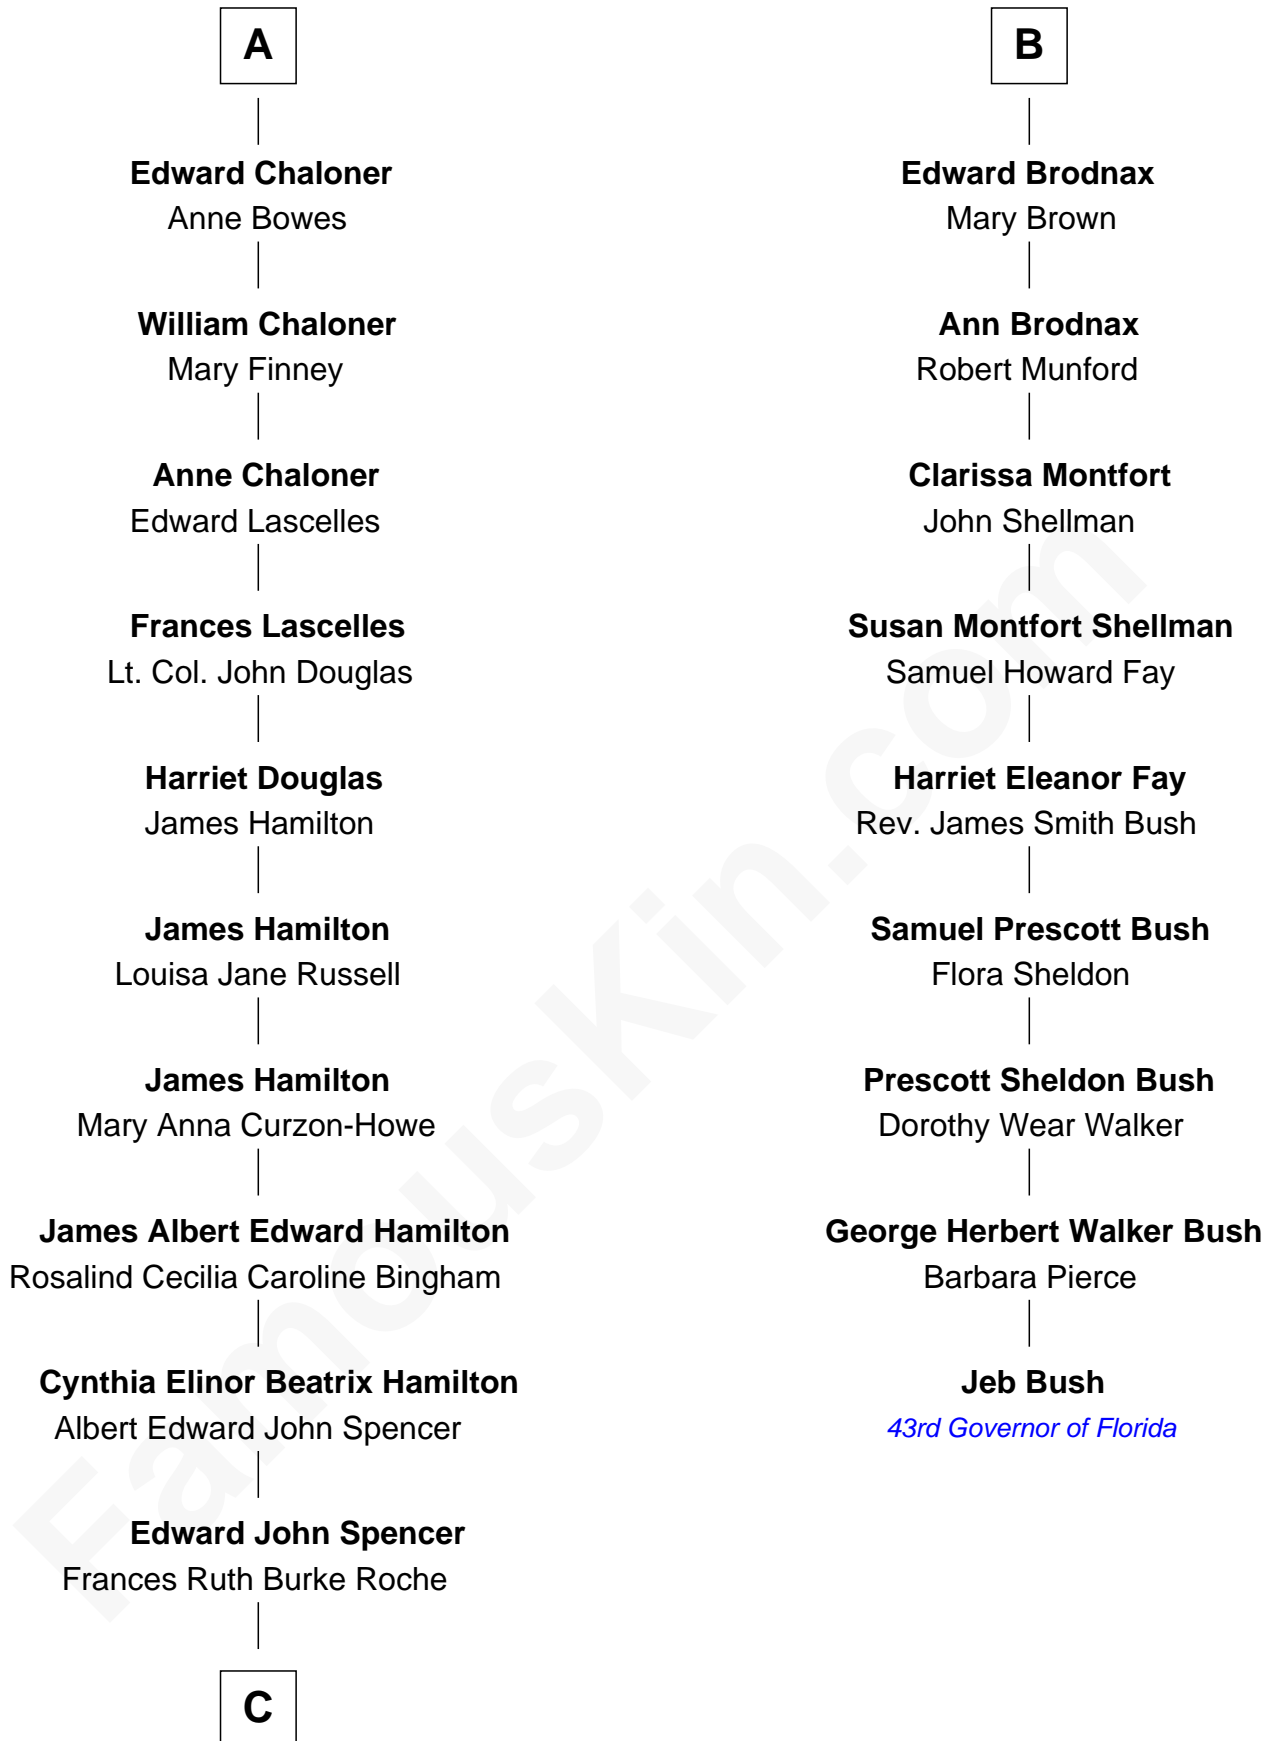 A
Edward Chaloner
Anne Bowes
William Chaloner
Mary Finney
Anne Chaloner
Edward Lascelles
Frances Lascelles
Lt. Col. John Douglas
Harriet Douglas
James Hamilton
James Hamilton
Louisa Jane Russell
James Hamilton
Mary Anna Curzon-Howe
James Albert Edward Hamilton
Rosalind Cecilia Caroline Bingham
Cynthia Elinor Beatrix Hamilton
Albert Edward John Spencer
Edward John Spencer
Frances Ruth Burke Roche
C
B
Edward Brodnax
Mary Brown
Ann Brodnax
Robert Munford
Clarissa Montfort
John Shellman
Susan Montfort Shellman
Samuel Howard Fay
Harriet Eleanor Fay
Rev. James Smith Bush
Samuel Prescott Bush
Flora Sheldon
Prescott Sheldon Bush
Dorothy Wear Walker
George Herbert Walker Bush
Barbara Pierce
Jeb Bush
43rd Governor of Florida
FamousKin.com